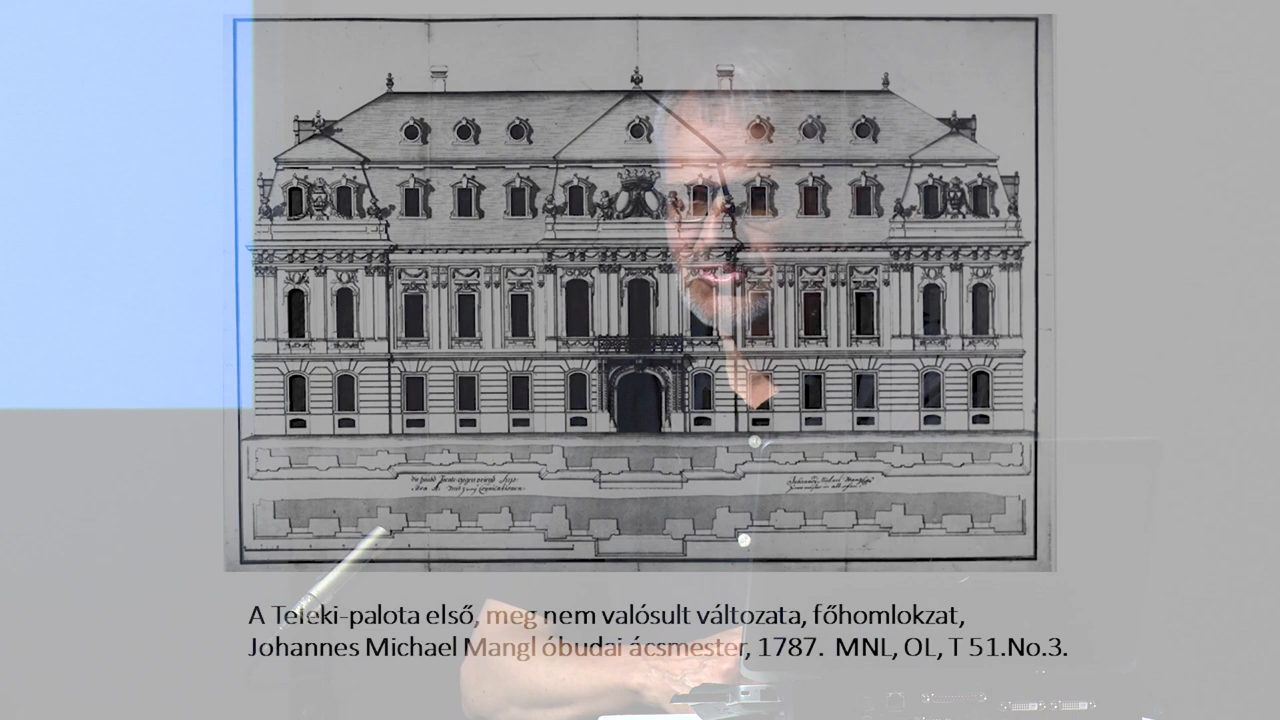 A Teleki-palota első, meg nem valósult változata, főhomlokzat,
Johannes Michael Mangl óbudai ácsmester, 1787. MNL, OL, T 51.No.3.